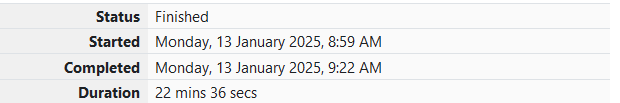 Status Finished
Started Monday, 13 January 2025, 8:59 AM
Completed Monday, 13 January 2025, 9:22 AM
Duration 22 mins 36 secs